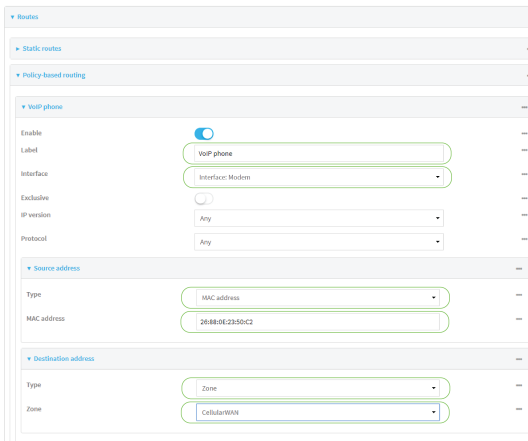 Routes
Static routes
Policy-based routing
VoIP phone
Enable
Label VoIP phone
Interface Interface: Modem
Exclusive
IP version Any
Protocol Any
Source address
Type MAC address
MAC address 26:88:0E:23:50:C2
Destination address
Type Zone
Zone CellularWAN